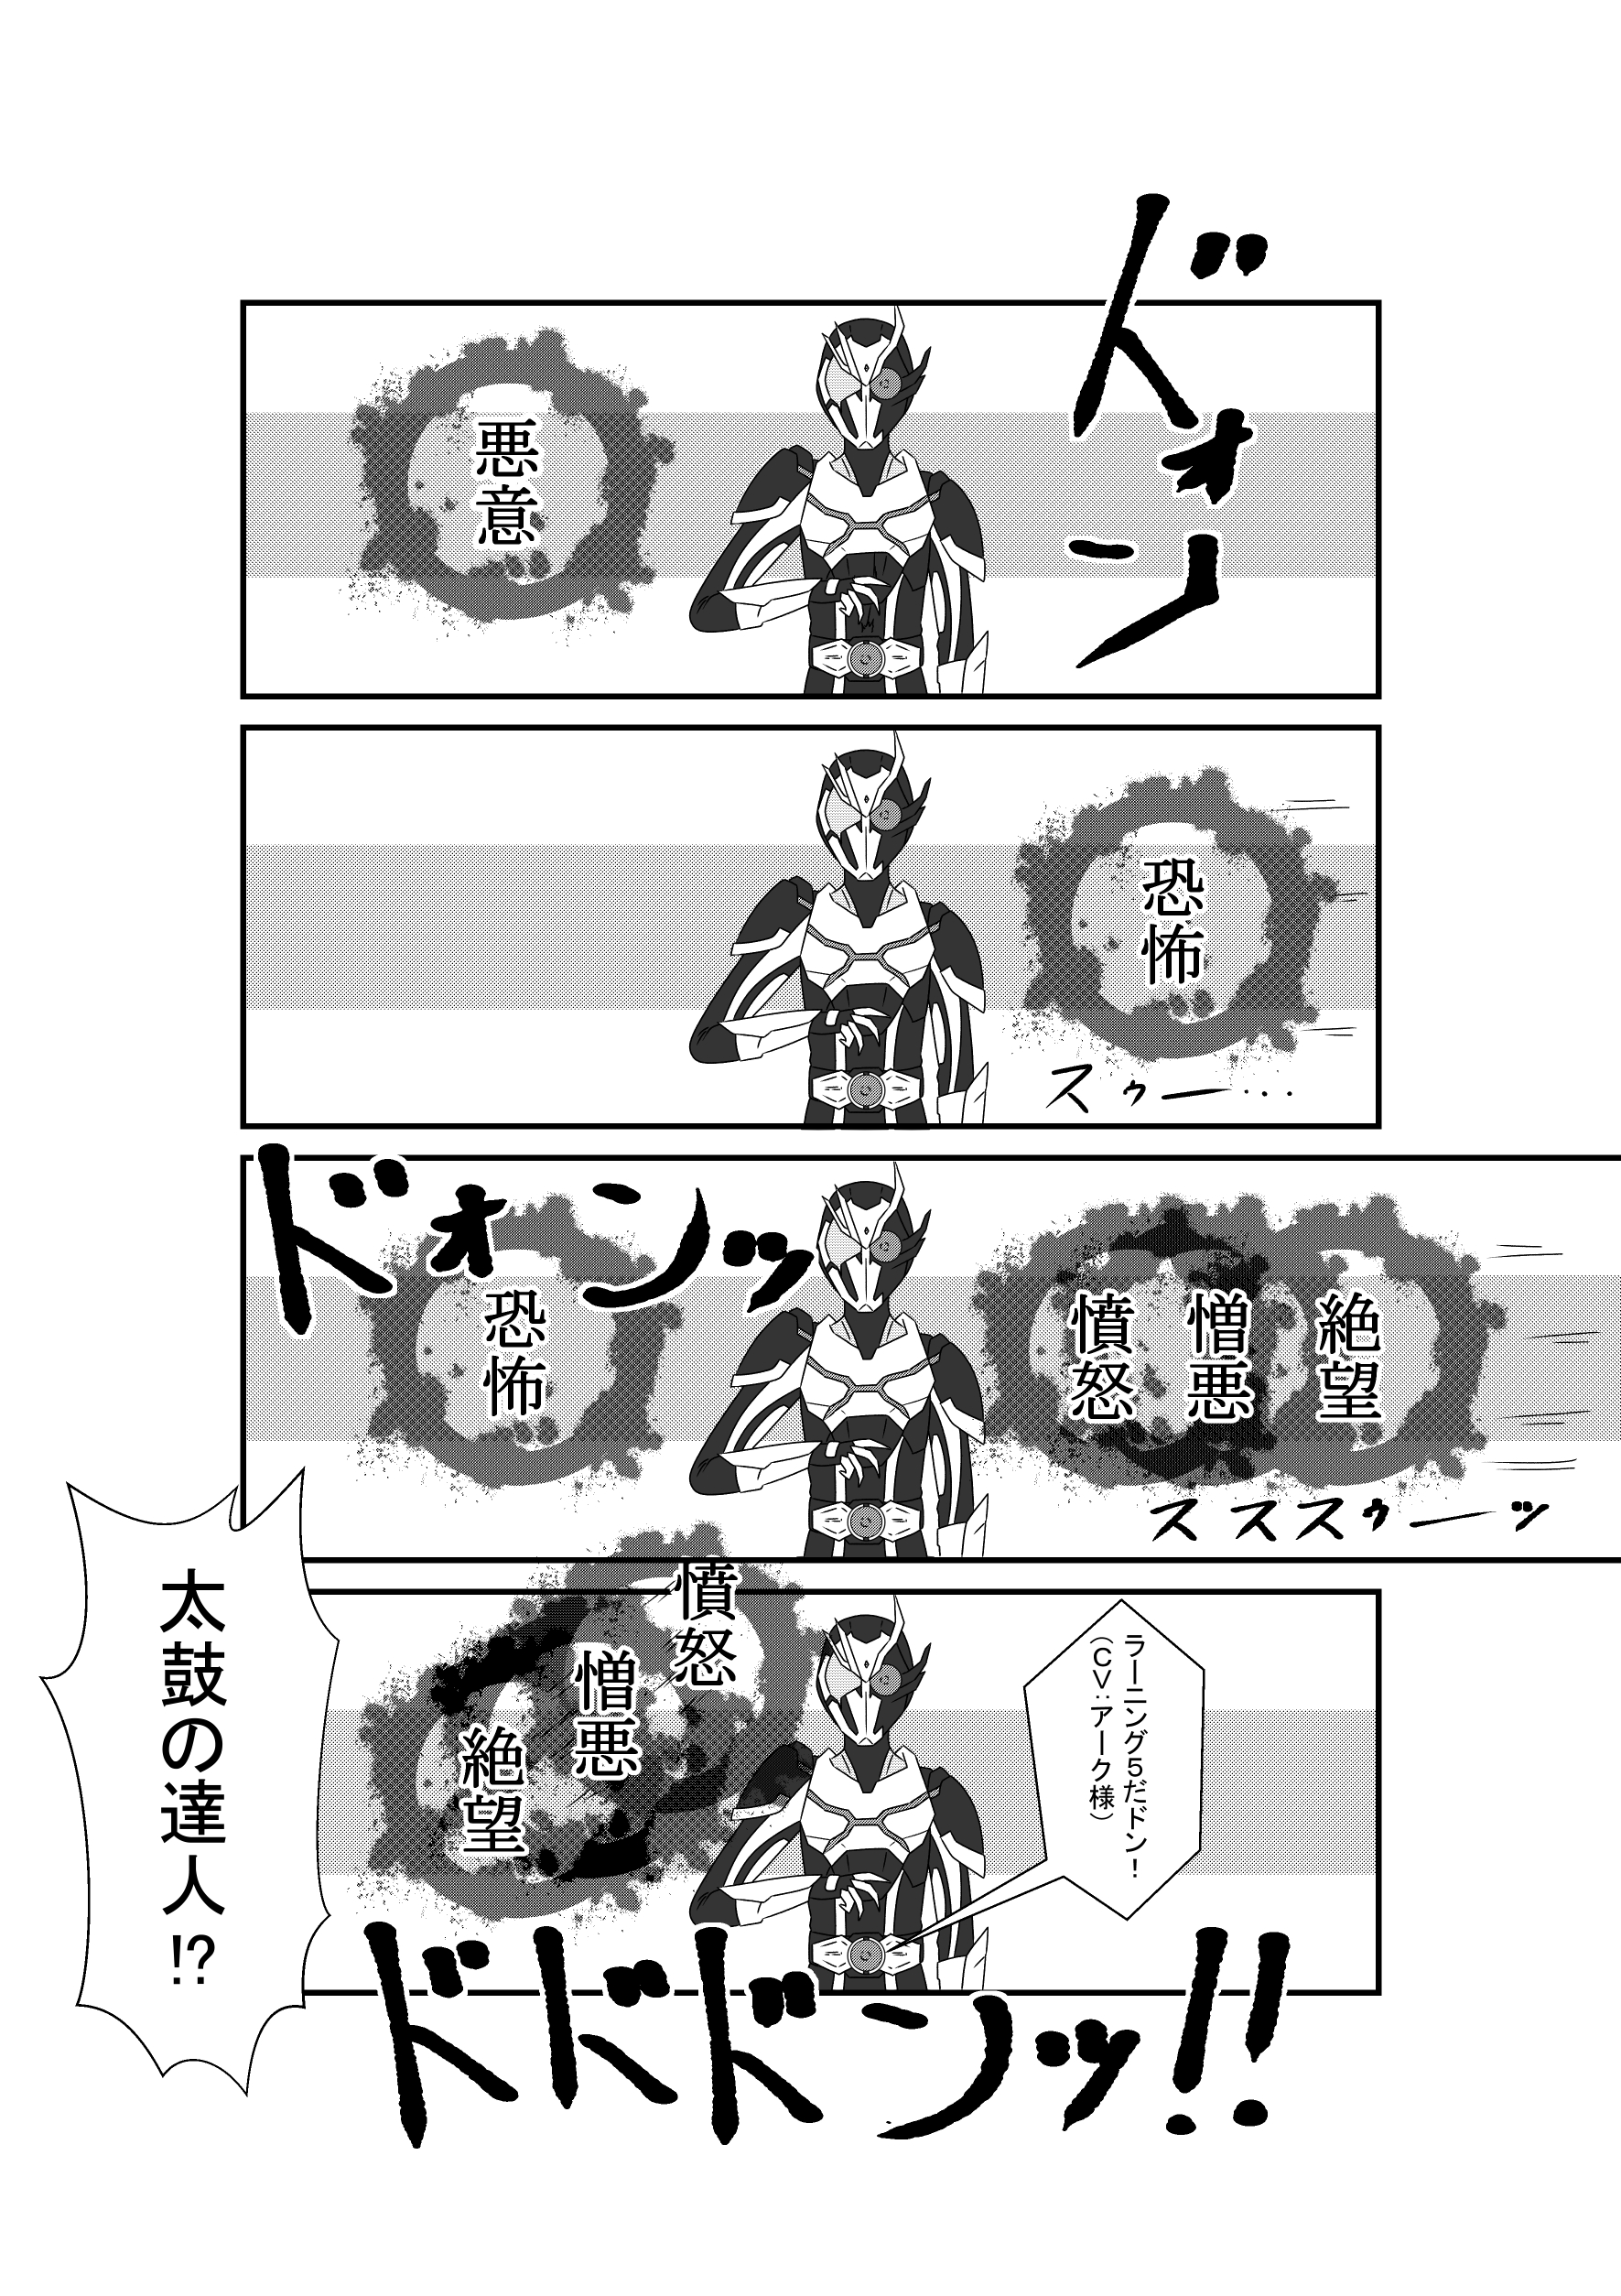 ドォーン
悪意
恐怖
スゥー・・・
ドォンッ
恐怖
絶望
憎悪
憤怒
スススゥーッ
ラーニング5だドン!
(CV:アーク様)
憤怒
憎悪
絶望
太鼓の達人!?
ドドドンッ!!